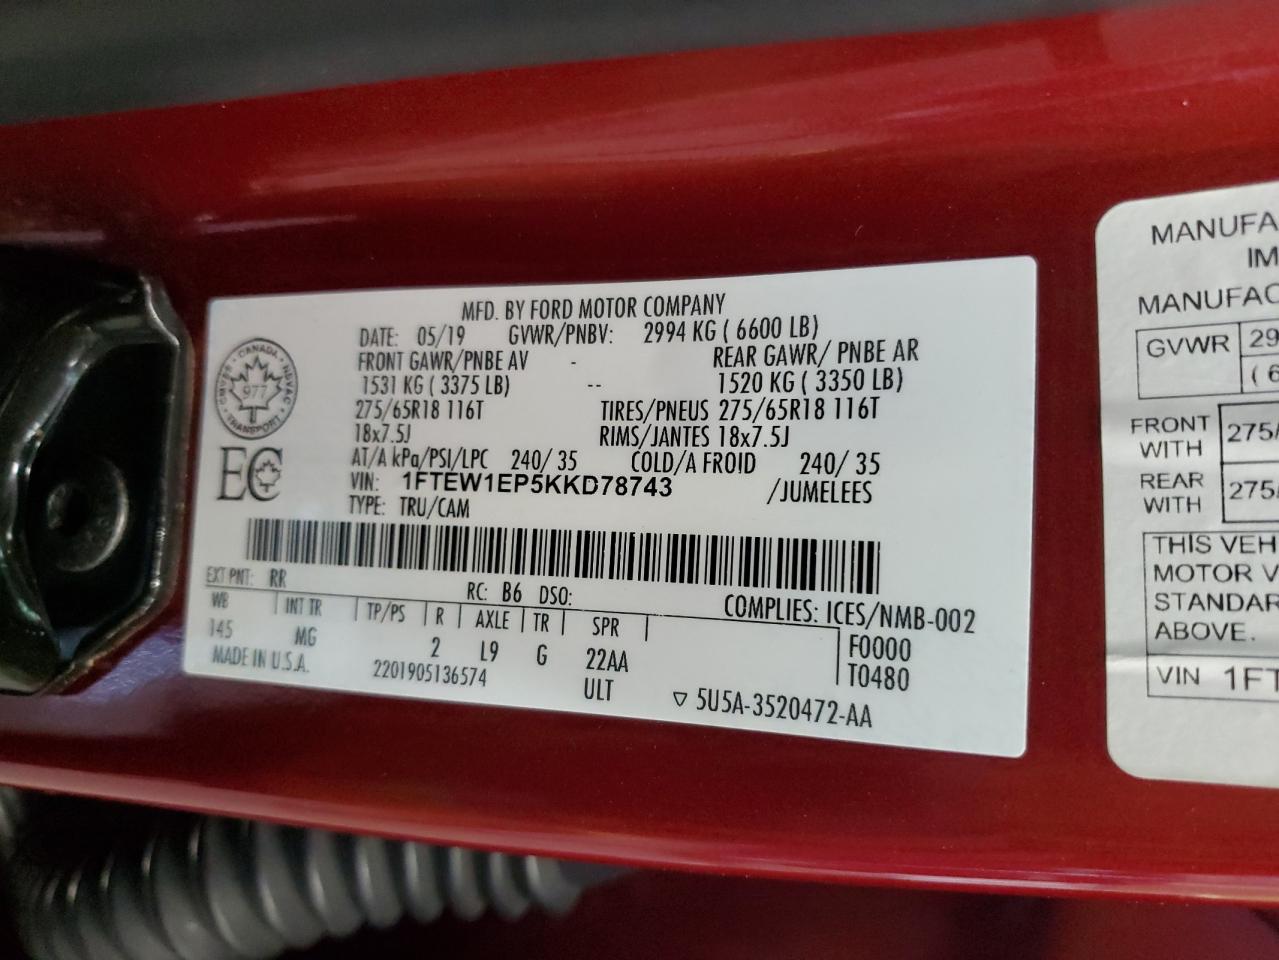 MFD. BY FORD MOTOR COMPANY
DATE: 05/19 GVWR/PNBV: 2994 KG ( 6600 LB)
FRONT GAWR/PNBE AV - REAR GAWR/ PNBE AR
1531 KG ( 3375 LB) -- 1520 KG ( 3350 LB)
275/65R18 116T TIRES/PNEUS 275/65R18 116T
18x7.5J RIMS/JANTES 18x7.5J
AT/A kPa/PSI/LPC 240/ 35 COLD/A FROID 240/ 35
VIN: 1FTEW1EP5KKD78743 /JUMELEES
TYPE: TRU/CAM
CANADA
CMVSS NSVAC
977
TRANSPORT
EC
EXT PNT: RR RC: B6 DSO:
COMPLIES: ICES/NMB-002
WB INT TR TP/PS R AXLE TR SPR
145 MG 2 L9 G 22AA
F0000
T0480
MADE IN U.S.A. 2201905136574 ULT
5U5A-3520472-AA
MANUFA
IM
MANUFAC
GVWR 29
( 6
FRONT WITH 275/
REAR WITH 275/
THIS VEH
MOTOR V
STANDAR
ABOVE.
VIN 1FT